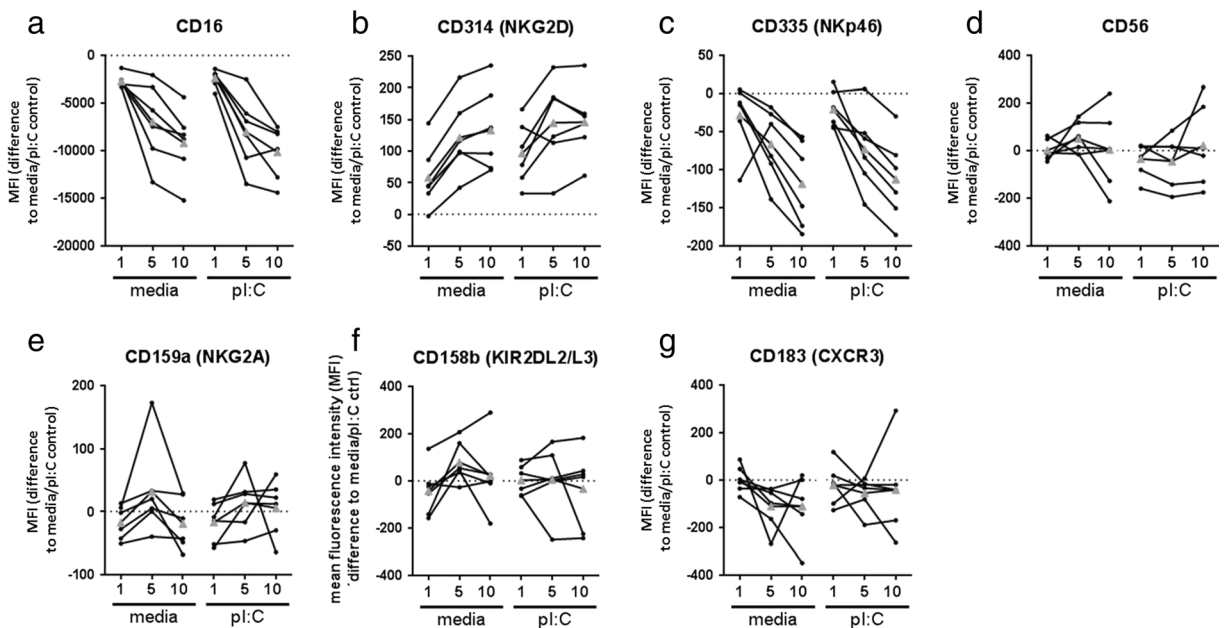 a
CD16
MFI (difference
to media/pI:C control)
0
-5000
-10000
-15000
-20000
1 5 10 1 5 10
media pI:C
b
CD314 (NKG2D)
MFI (difference
to media/pI:C control)
250
200
150
100
50
0
-50
1 5 10 1 5 10
media pI:C
c
CD335 (NKp46)
MFI (difference
to media/pI:C control)
50
0
-50
-100
-150
-200
1 5 10 1 5 10
media pI:C
d
CD56
MFI (difference
to media/pI:C control)
400
200
0
-200
-400
1 5 10 1 5 10
media pI:C
e
CD159a (NKG2A)
MFI (difference
to media/pI:C control)
200
100
0
-100
1 5 10 1 5 10
media pI:C
f
CD158b (KIR2DL2/L3)
mean fluorescence intensity (MFI
difference to media/pI:C ctrl)
400
200
0
-200
-400
1 5 10 1 5 10
media pI:C
g
CD183 (CXCR3)
MFI (difference
to media/pI:C control)
400
200
0
-200
-400
1 5 10 1 5 10
media pI:C